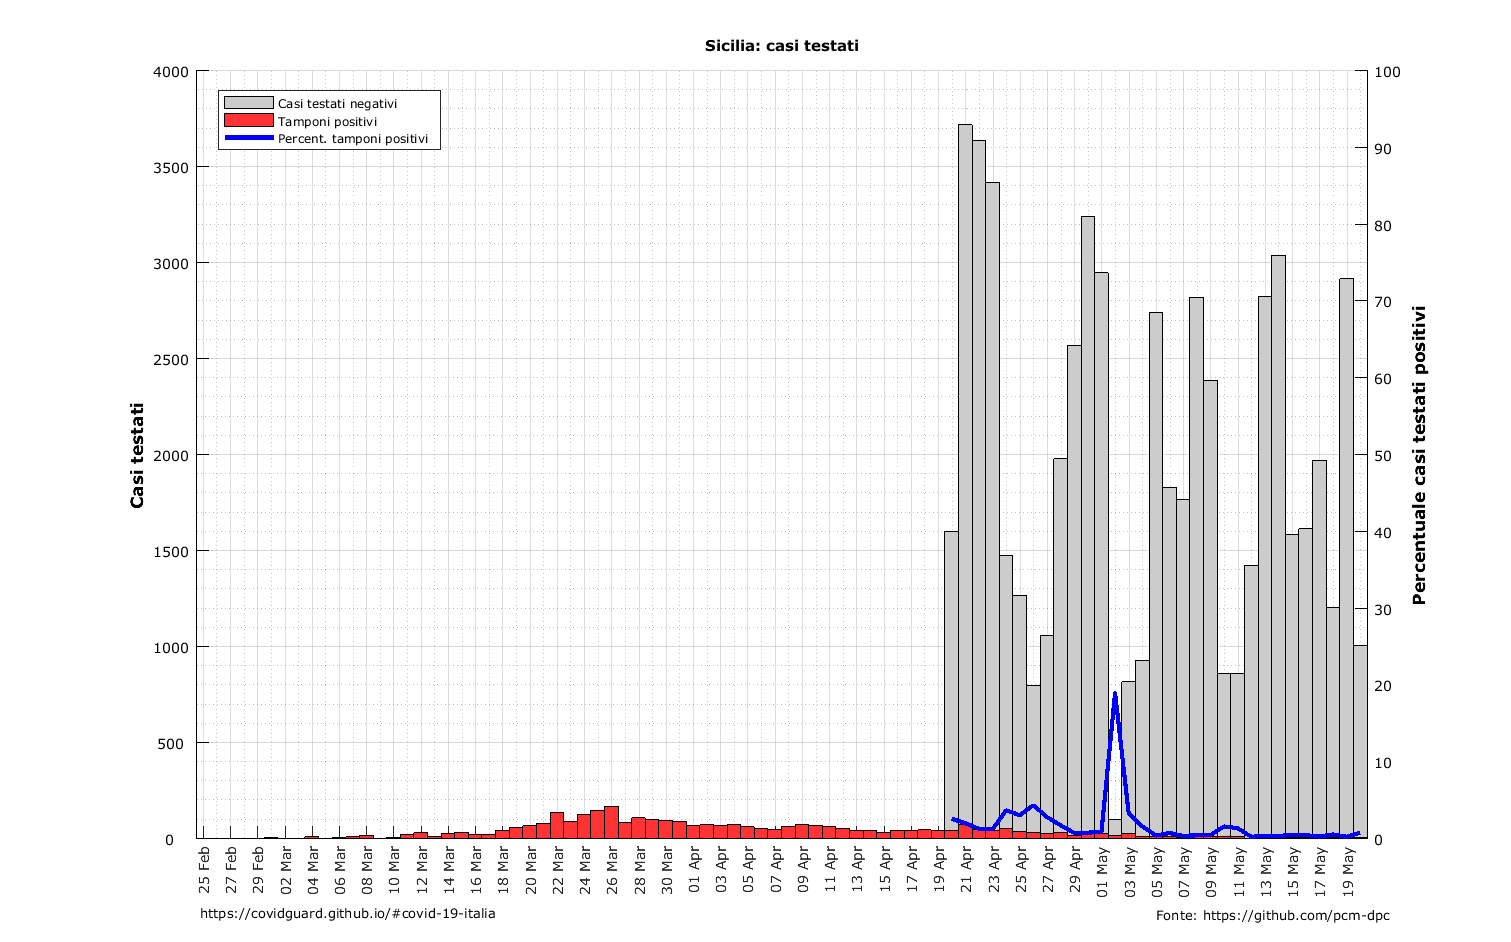 Sicilia: casi testati
Casi testati negativi
Tamponi positivi
Percent. tamponi positivi
Casi testati
4000
3500
3000
2500
2000
1500
1000
500
0
100
90
80
70
60
50
40
30
20
10
0
Percentuale casi testati positivi
25 Feb
27 Feb
29 Feb
02 Mar
04 Mar
06 Mar
08 Mar
10 Mar
12 Mar
14 Mar
16 Mar
18 Mar
20 Mar
22 Mar
24 Mar
26 Mar
28 Mar
30 Mar
01 Apr
03 Apr
05 Apr
07 Apr
09 Apr
11 Apr
13 Apr
15 Apr
17 Apr
19 Apr
21 Apr
23 Apr
25 Apr
27 Apr
29 Apr
01 May
03 May
05 May
07 May
09 May
11 May
13 May
15 May
17 May
19 May
https://covidguard.github.io/#covid-19-italia
Fonte: https://github.com/pcm-dpc